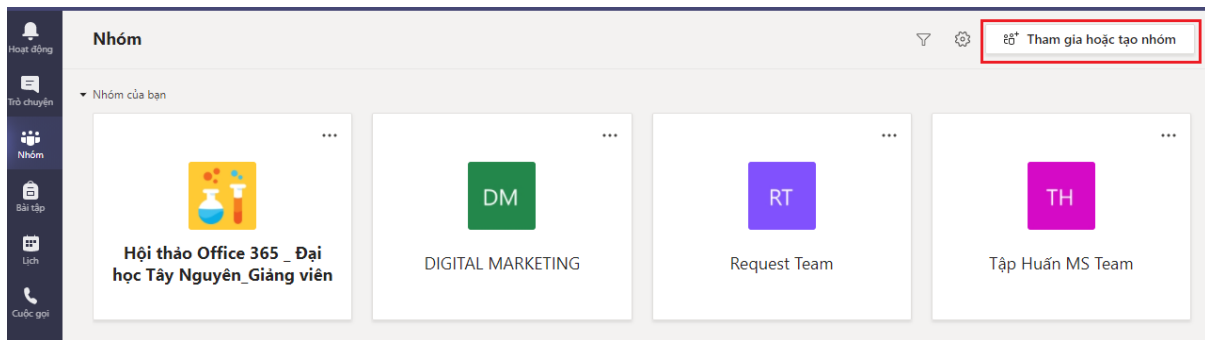 Hoạt động
Trò chuyện
Nhóm
Bài tập
Lịch
Cuộc gọi
Nhóm
Tham gia hoặc tạo nhóm
Nhóm của bạn
Hội thảo Office 365 _ Đại
học Tây Nguyên_Giảng viên
DM
DIGITAL MARKETING
RT
Request Team
TH
Tập Huấn MS Team